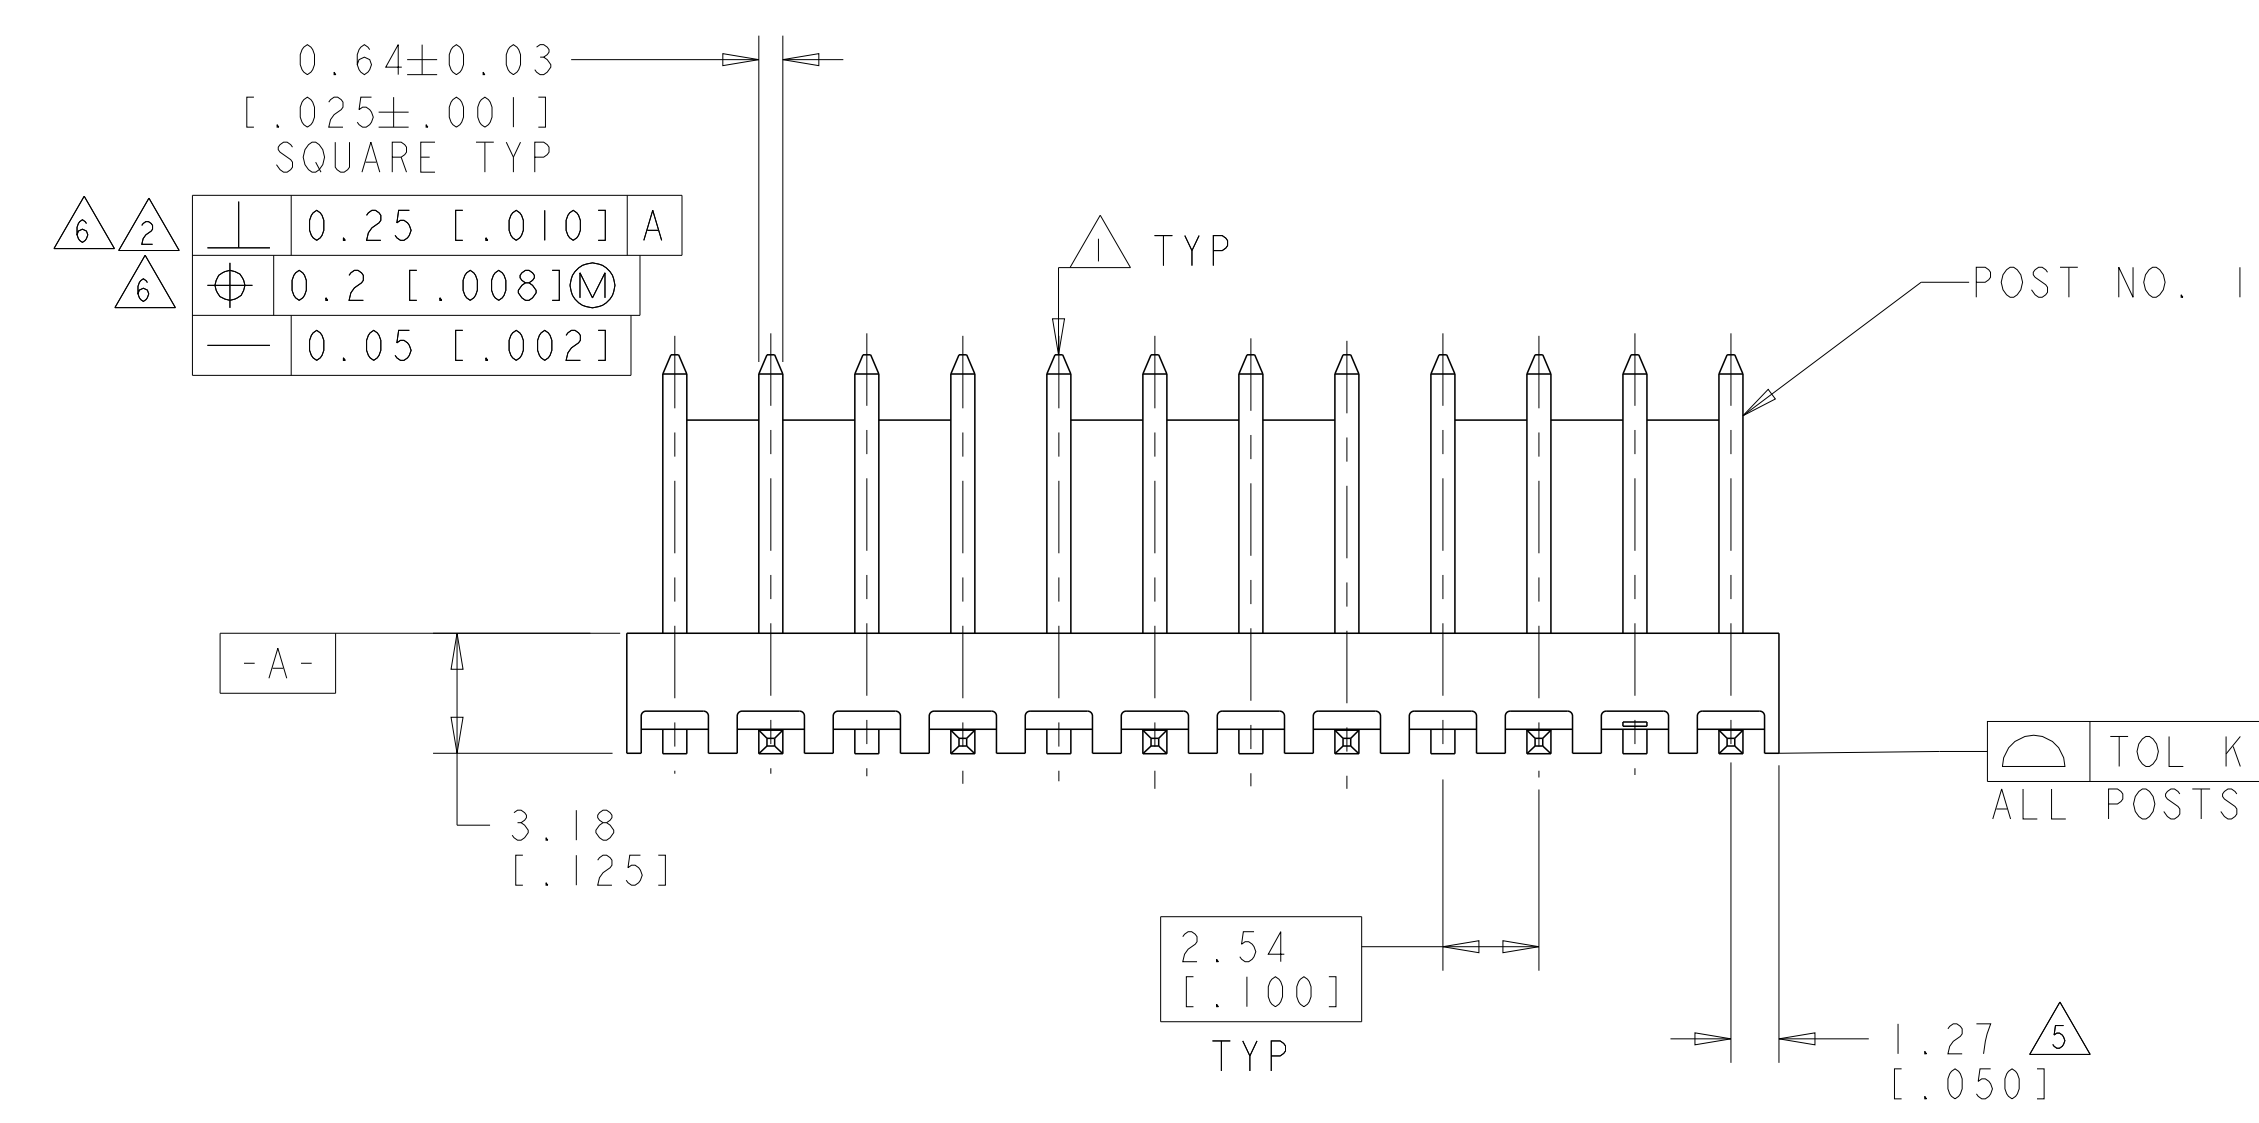 0.64±0.03
[.025±.001]
SQUARE TYP
6 2 ⊥ 0.25 [.010] A
6 ⌖ 0.2 [.008]Ⓜ
— 0.05 [.002]
1 TYP
POST NO. 1
-A-
3.18
[.125]
TOL K
ALL POSTS
2.54
[.100]
TYP
1.27 5
[.050]